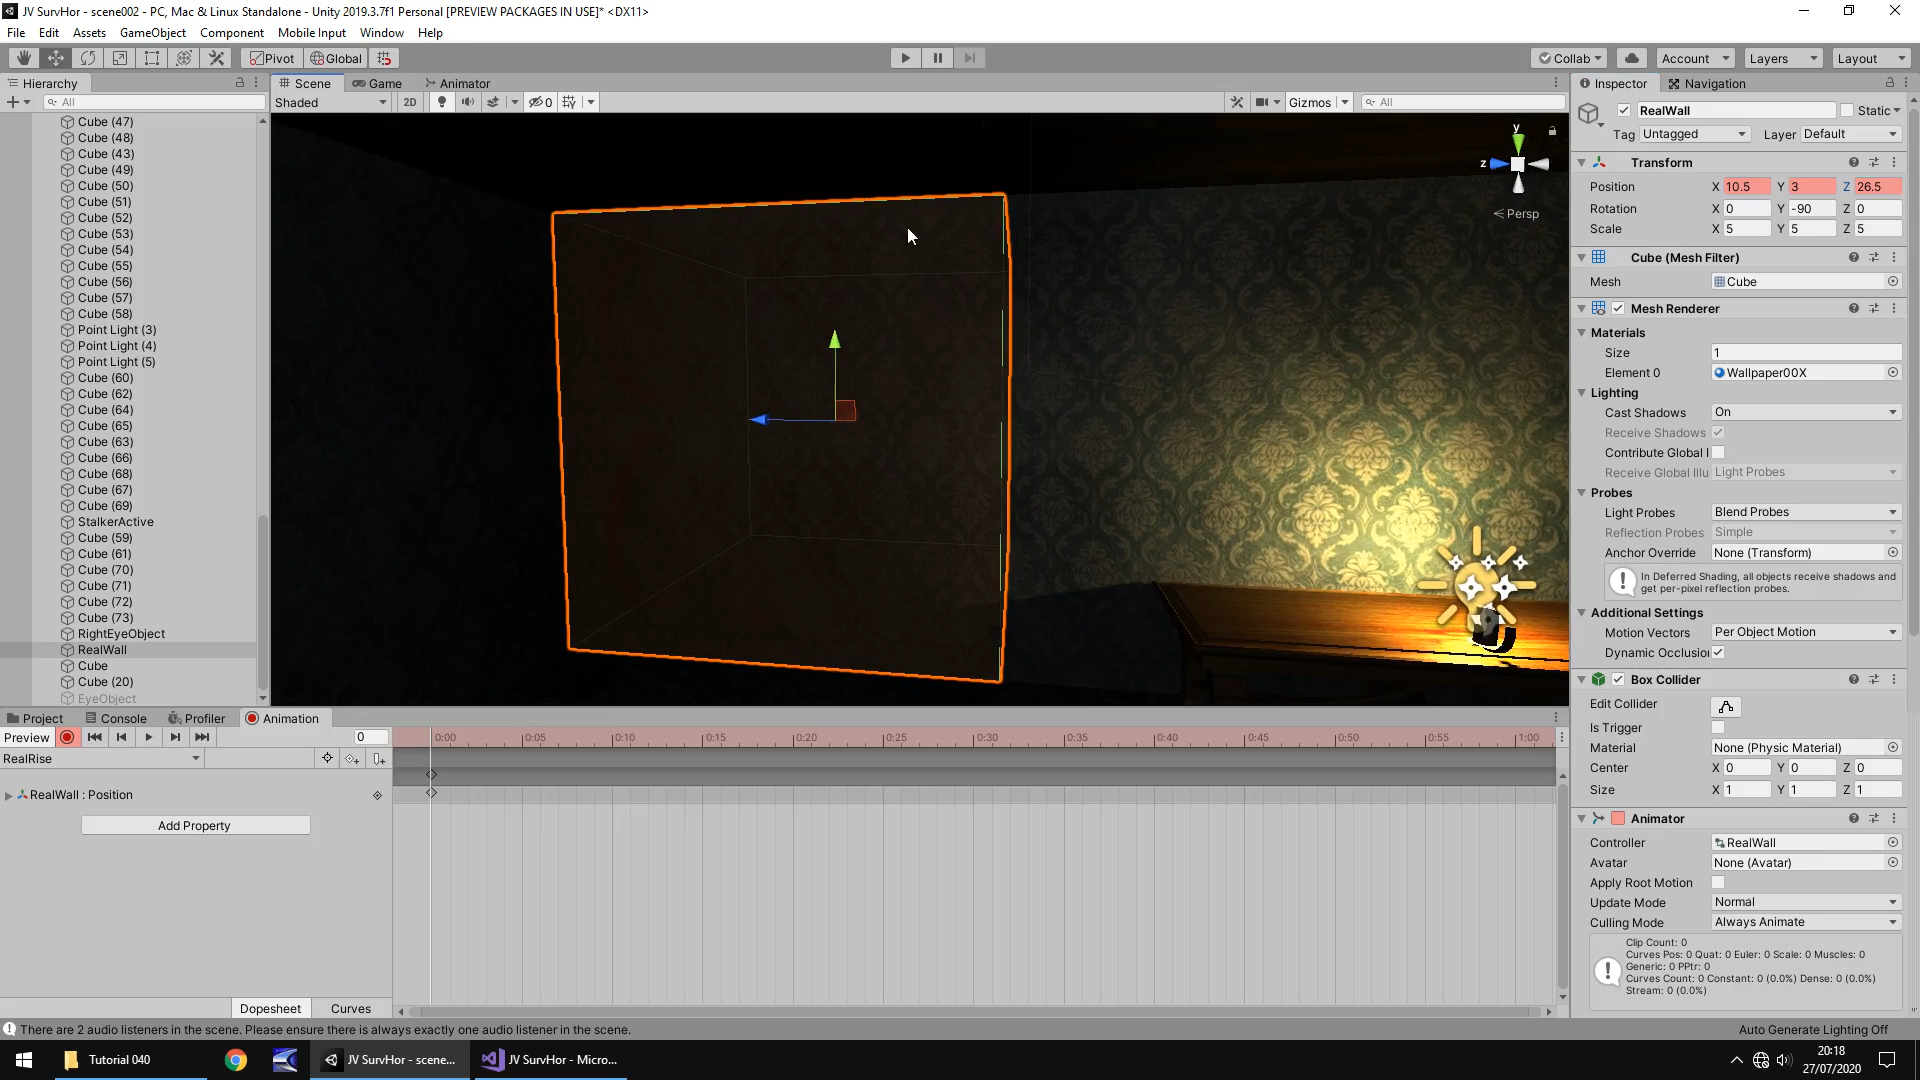 JV SurvHor - scene002 - PC, Mac & Linux Standalone - Unity 2019.3.7f1 Personal [PREVIEW PACKAGES IN USE]* <DX11>
File Edit Assets GameObject Component Mobile Input Window Help
Pivot Global Collab Account Layers Layout
Hierarchy
All
Cube (47)
Cube (48)
Cube (43)
Cube (49)
Cube (50)
Cube (51)
Cube (52)
Cube (53)
Cube (54)
Cube (55)
Cube (56)
Cube (57)
Cube (58)
Point Light (3)
Point Light (4)
Point Light (5)
Cube (60)
Cube (62)
Cube (64)
Cube (65)
Cube (63)
Cube (66)
Cube (68)
Cube (67)
Cube (69)
StalkerActive
Cube (59)
Cube (61)
Cube (70)
Cube (71)
Cube (72)
Cube (73)
RightEyeObject
RealWall
Cube
Cube (20)
EyeObject
Scene Game Animator
Shaded 2D 0 Gizmos All
y
z
Persp
Inspector Navigation
RealWall Static
Tag Untagged Layer Default
Transform
Position X 10.5 Y 3 Z 26.5
Rotation X 0 Y -90 Z 0
Scale X 5 Y 5 Z 5
Cube (Mesh Filter)
Mesh Cube
Mesh Renderer
Materials
Size 1
Element 0 Wallpaper00X
Lighting
Cast Shadows On
Receive Shadows
Contribute Global I
Receive Global Illu Light Probes
Probes
Light Probes Blend Probes
Reflection Probes Simple
Anchor Override None (Transform)
In Deferred Shading, all objects receive shadows and
get per-pixel reflection probes.
Additional Settings
Motion Vectors Per Object Motion
Dynamic Occlusion
Box Collider
Edit Collider
Is Trigger
Material None (Physic Material)
Center X 0 Y 0 Z 0
Size X 1 Y 1 Z 1
Animator
Controller RealWall
Avatar None (Avatar)
Apply Root Motion
Update Mode Normal
Culling Mode Always Animate
Clip Count: 0
Curves Pos: 0 Quat: 0 Euler: 0 Scale: 0 Muscles: 0
Generic: 0 PPtr: 0
Curves Count: 0 Constant: 0 (0.0%) Dense: 0 (0.0%)
Stream: 0 (0.0%)
Project Console Profiler Animation
Preview 0
0:00 0:05 0:10 0:15 0:20 0:25 0:30 0:35 0:40 0:45 0:50 0:55 1:00
RealRise
RealWall : Position
Add Property
Dopesheet Curves
There are 2 audio listeners in the scene. Please ensure there is always exactly one audio listener in the scene.
Auto Generate Lighting Off
Tutorial 040
JV SurvHor - scene...
JV SurvHor - Micro...
20:18
27/07/2020